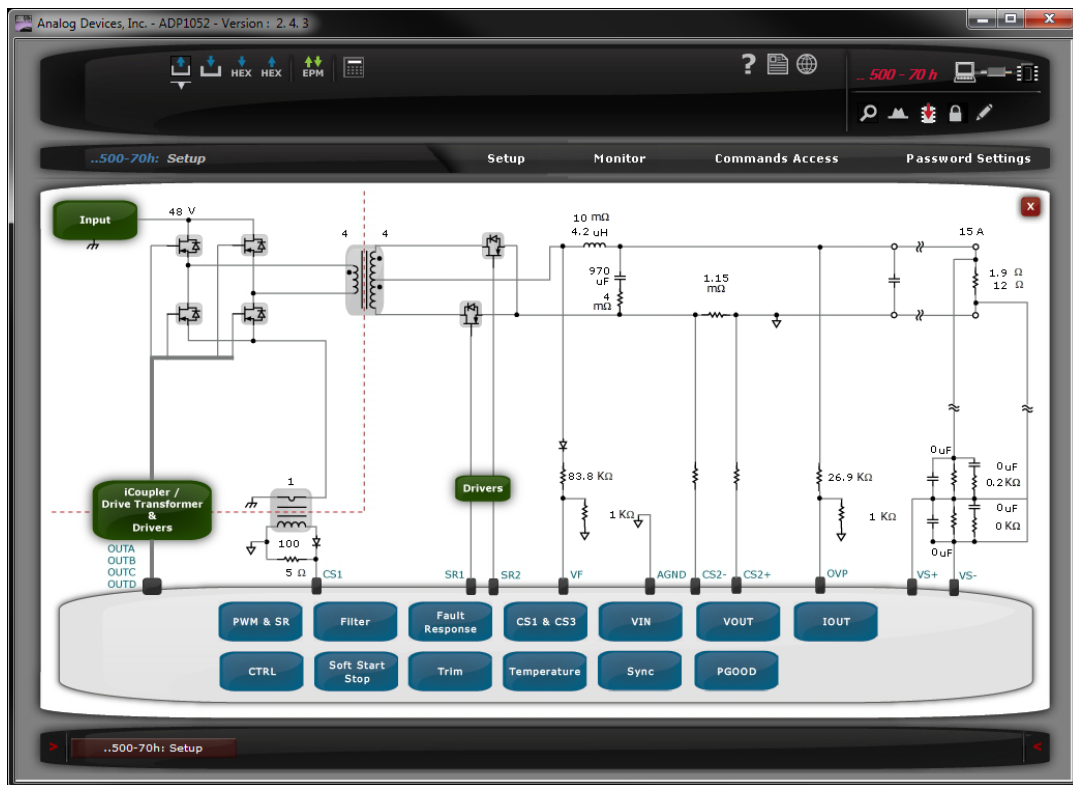 Analog Devices, Inc. - ADP1052 - Version : 2. 4. 3
HEX
HEX
EPM
?
.. 500 - 70 h
..500-70h: Setup
Setup
Monitor
Commands Access
Password Settings
Input
48 V
4
4
10 mΩ
4.2 uH
970
uF
4
mΩ
1.15
mΩ
15 A
1.9 Ω
12 Ω
X
iCoupler /
Drive Transformer
&
Drivers
1
100
5 Ω
Drivers
83.8 KΩ
1 KΩ
26.9 KΩ
1 KΩ
0 uF
0 uF
0.2 KΩ
0 uF
0 KΩ
0 uF
OUTA
OUTB
OUTC
OUTD
CS1
SR1
SR2
VF
AGND
CS2-
CS2+
OVP
VS+
VS-
PWM & SR
Filter
Fault
Response
CS1 & CS3
VIN
VOUT
IOUT
CTRL
Soft Start
Stop
Trim
Temperature
Sync
PGOOD
> ..500-70h: Setup <